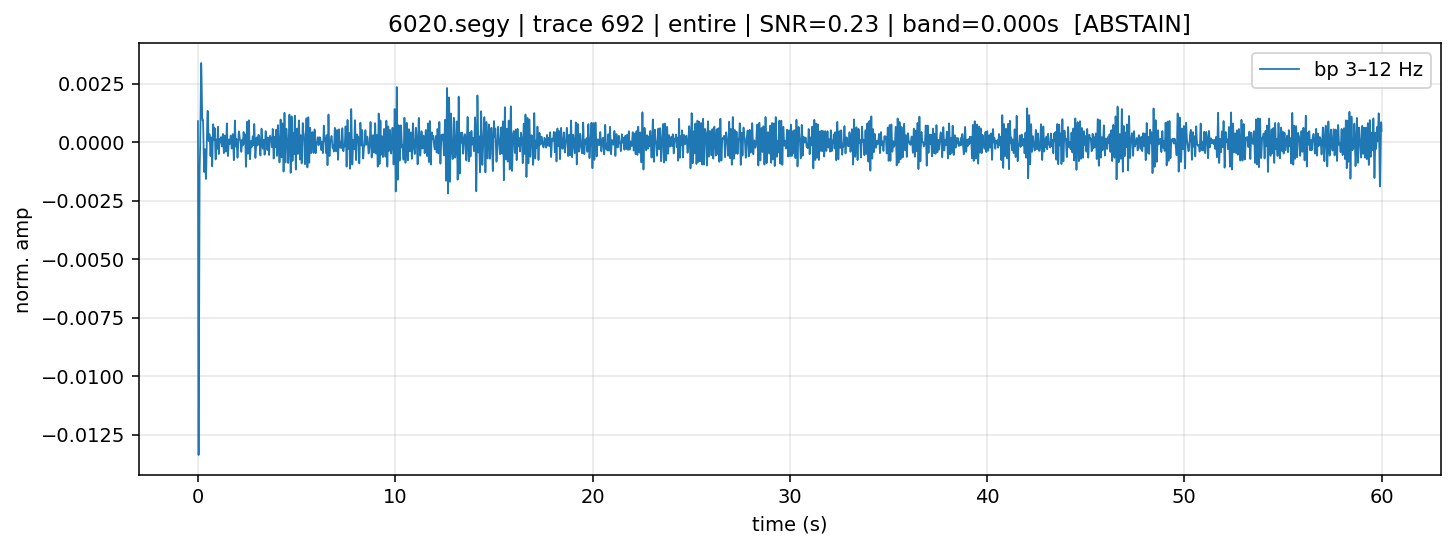 6020.segy | trace 692 | entire | SNR=0.23 | band=0.000s  [ABSTAIN]
bp 3–12 Hz
norm. amp
0.0025
0.0000
−0.0025
−0.0050
−0.0075
−0.0100
−0.0125
0 10 20 30 40 50 60
time (s)